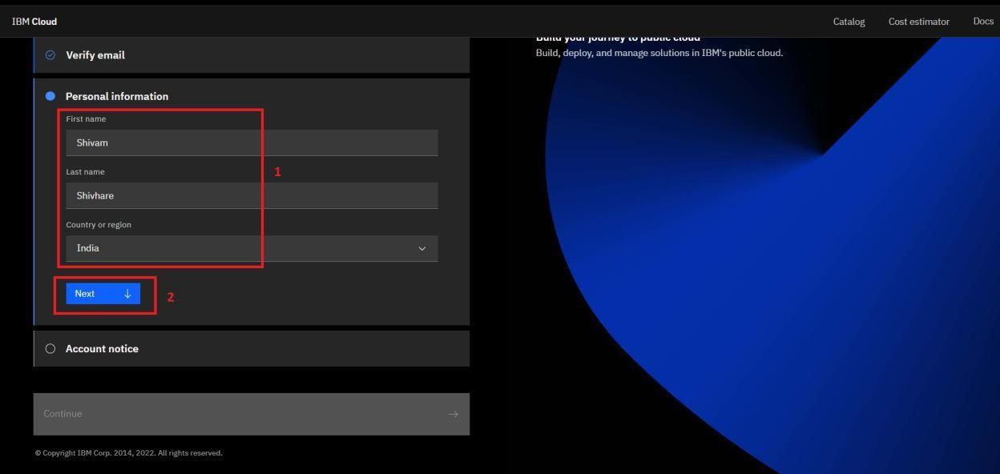 IBM Cloud
Catalog
Cost estimator
Docs
Verify email
Build your journey to public cloud
Build, deploy, and manage solutions in IBM's public cloud.
Personal information
First name
Shivam
1
Last name
Shivhare
Country or region
India
Next
2
Account notice
Continue
© Copyright IBM Corp. 2014, 2022. All rights reserved.